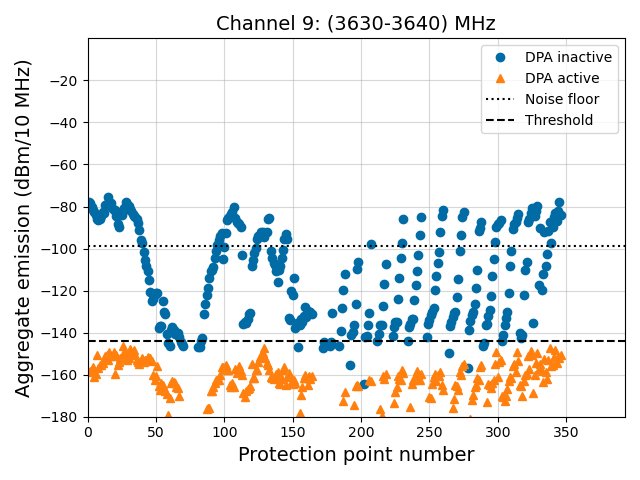 Channel 9: (3630-3640) MHz
Aggregate emission (dBm/10 MHz)
−20
−40
−60
−80
−100
−120
−140
−160
−180
DPA inactive
DPA active
Noise floor
Threshold
0 50 100 150 200 250 300 350
Protection point number